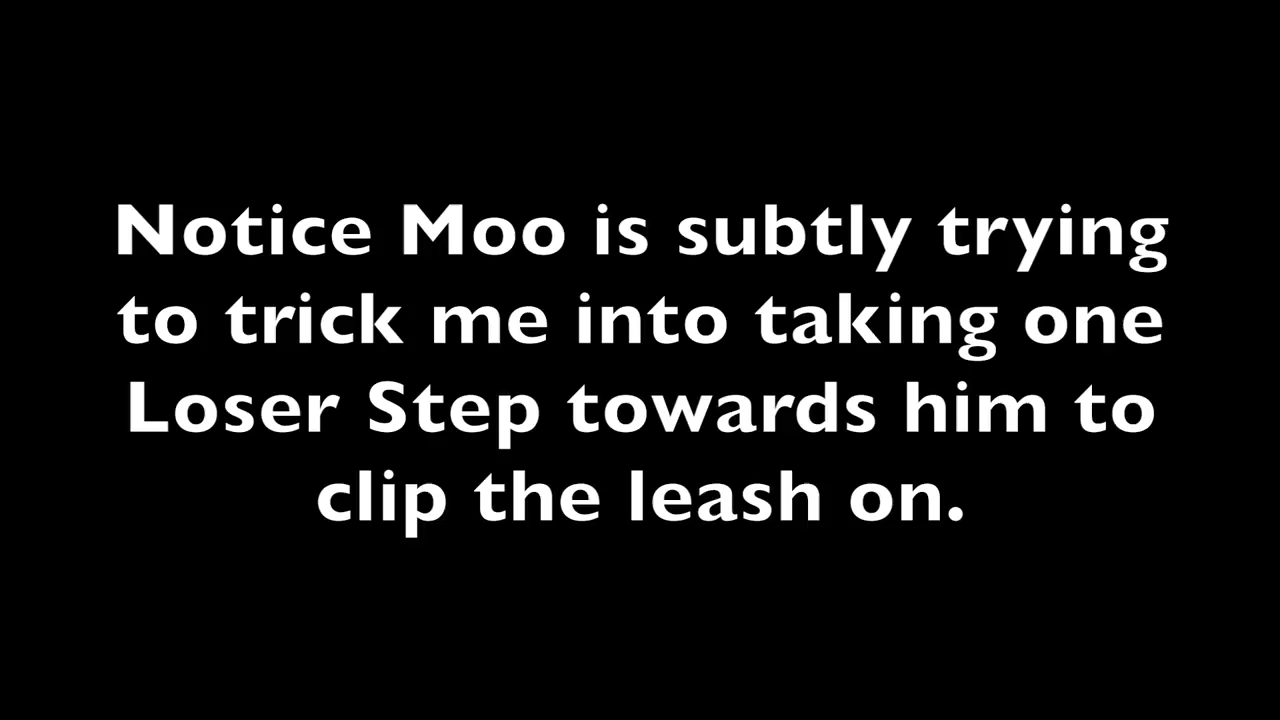 Notice Moo is subtly trying
to trick me into taking one
Loser Step towards him to
clip the leash on.